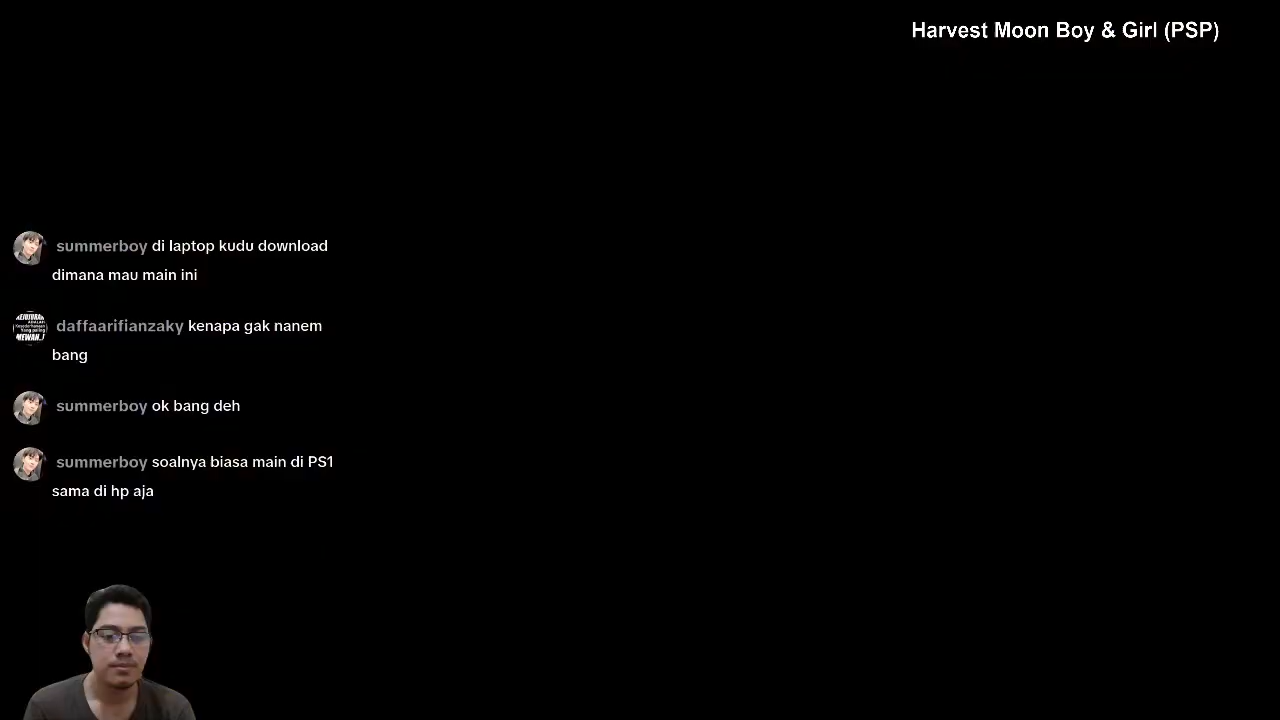 Harvest Moon Boy & Girl (PSP)
summerboy di laptop kudu download
dimana mau main ini
daffaarifianzaky kenapa gak nanem
bang
summerboy ok bang deh
summerboy soalnya biasa main di PS1
sama di hp aja